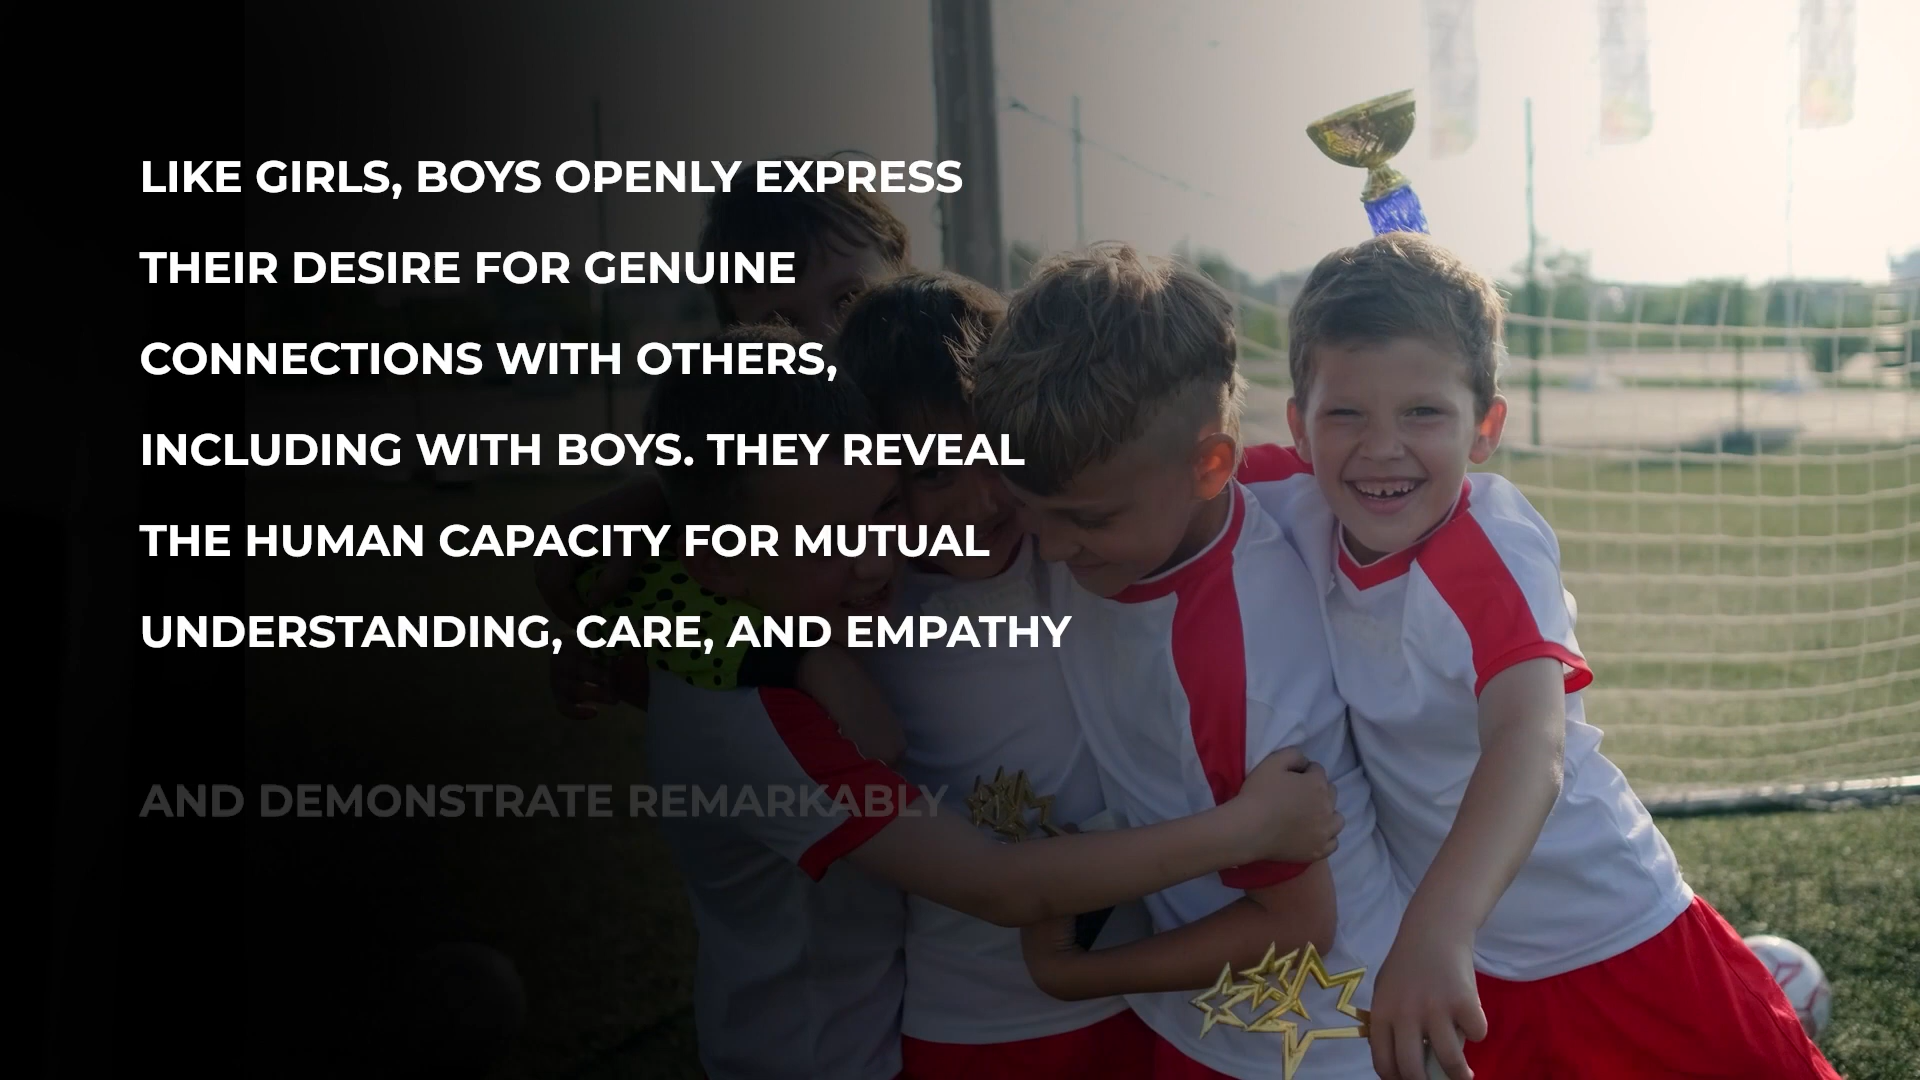 LIKE GIRLS, BOYS OPENLY EXPRESS
THEIR DESIRE FOR GENUINE
CONNECTIONS WITH OTHERS,
INCLUDING WITH BOYS. THEY REVEAL
THE HUMAN CAPACITY FOR MUTUAL
UNDERSTANDING, CARE, AND EMPATHY
AND DEMONSTRATE REMARKABLY